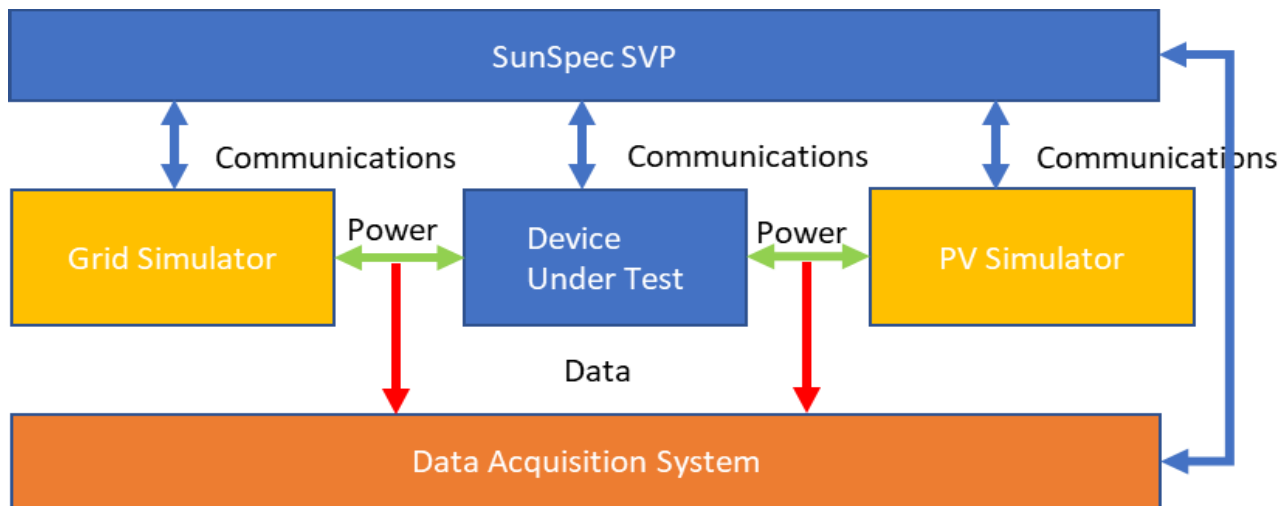 SunSpec SVP
Communications
Communications
Communications
Grid Simulator
Power
Device
Under Test
Power
PV Simulator
Data
Data Acquisition System